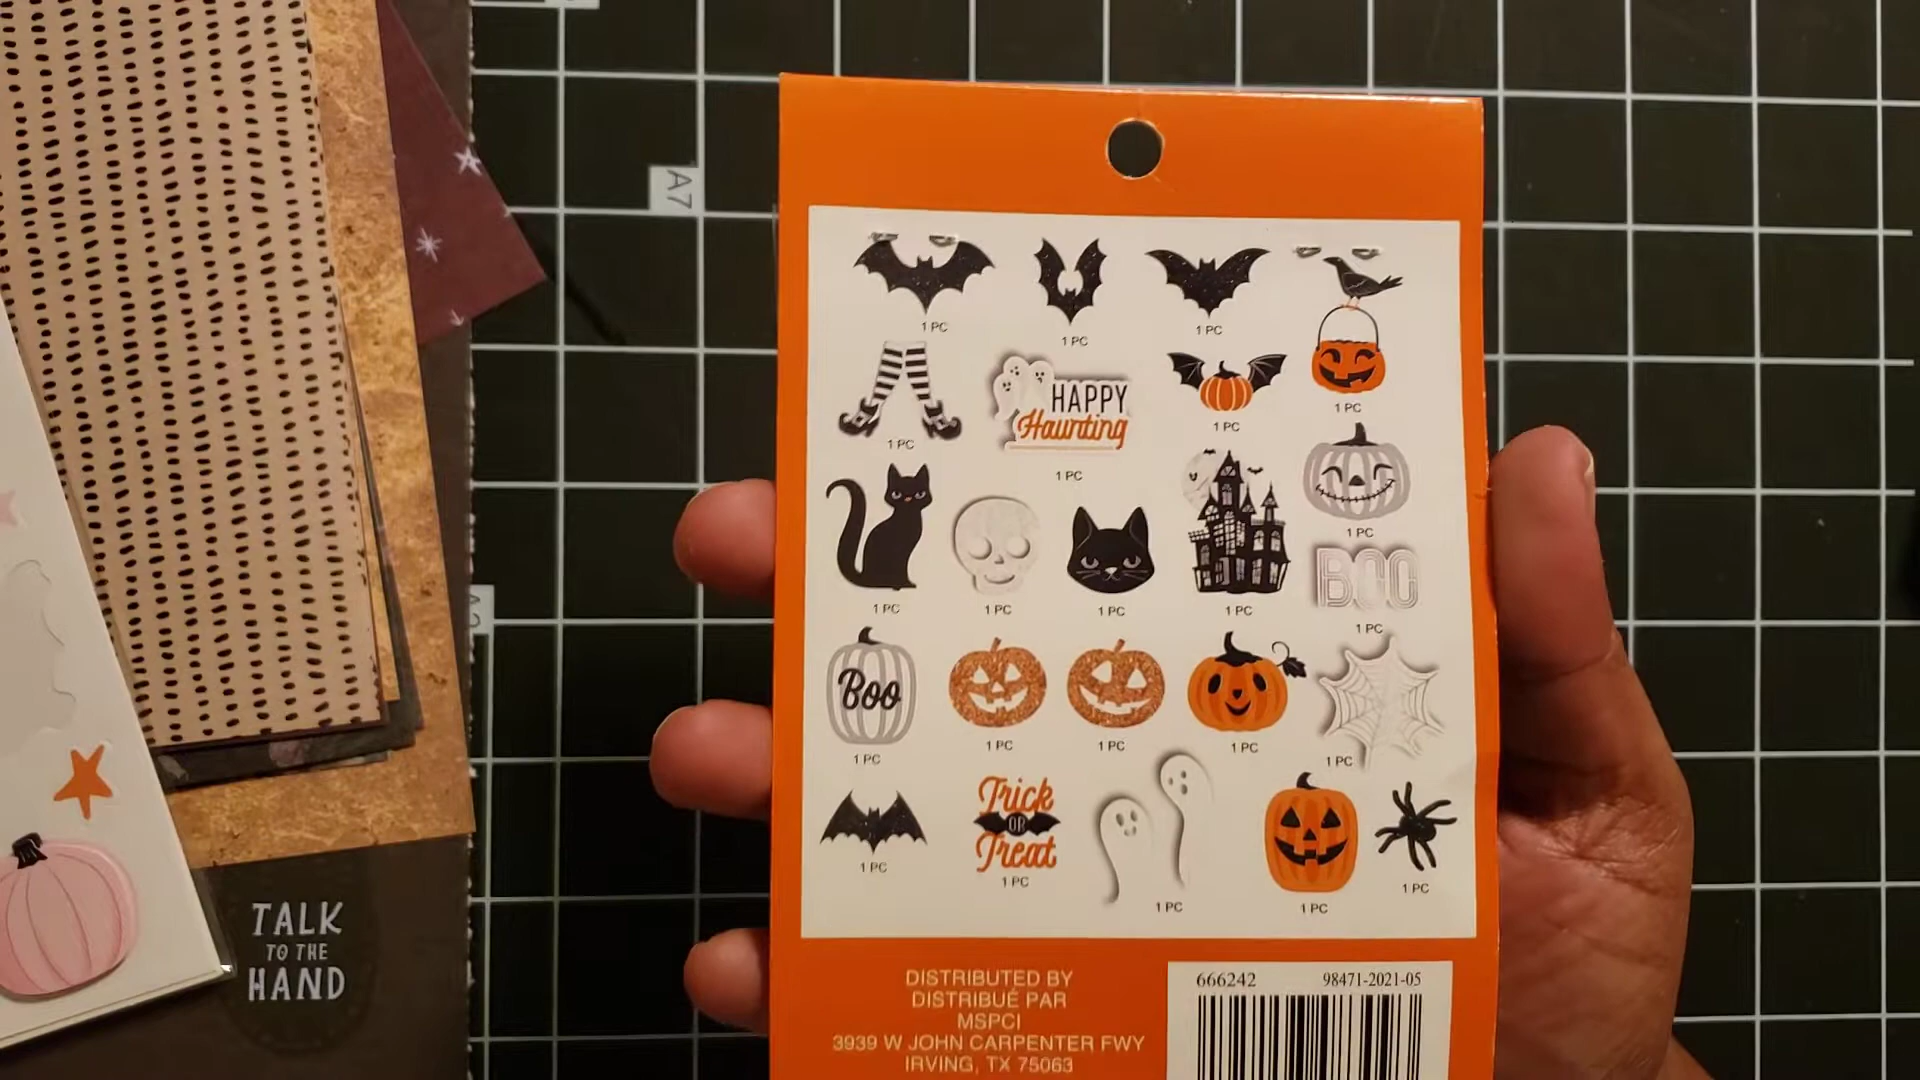 A7
1 PC
1 PC
1 PC
1 PC
1 PC
HAPPY
Haunting
1 PC
1 PC
1 PC
1 PC
1 PC
1 PC
1 PC
BOO
1 PC
Boo
1 PC
1 PC
1 PC
1 PC
1 PC
1 PC
Trick
OR
Treat
1 PC
1 PC
1 PC
1 PC
TALK
TO THE
HAND
DISTRIBUTED BY
DISTRIBUÉ PAR
MSPCI
3939 W JOHN CARPENTER FWY
IRVING, TX 75063
666242 98471-2021-05